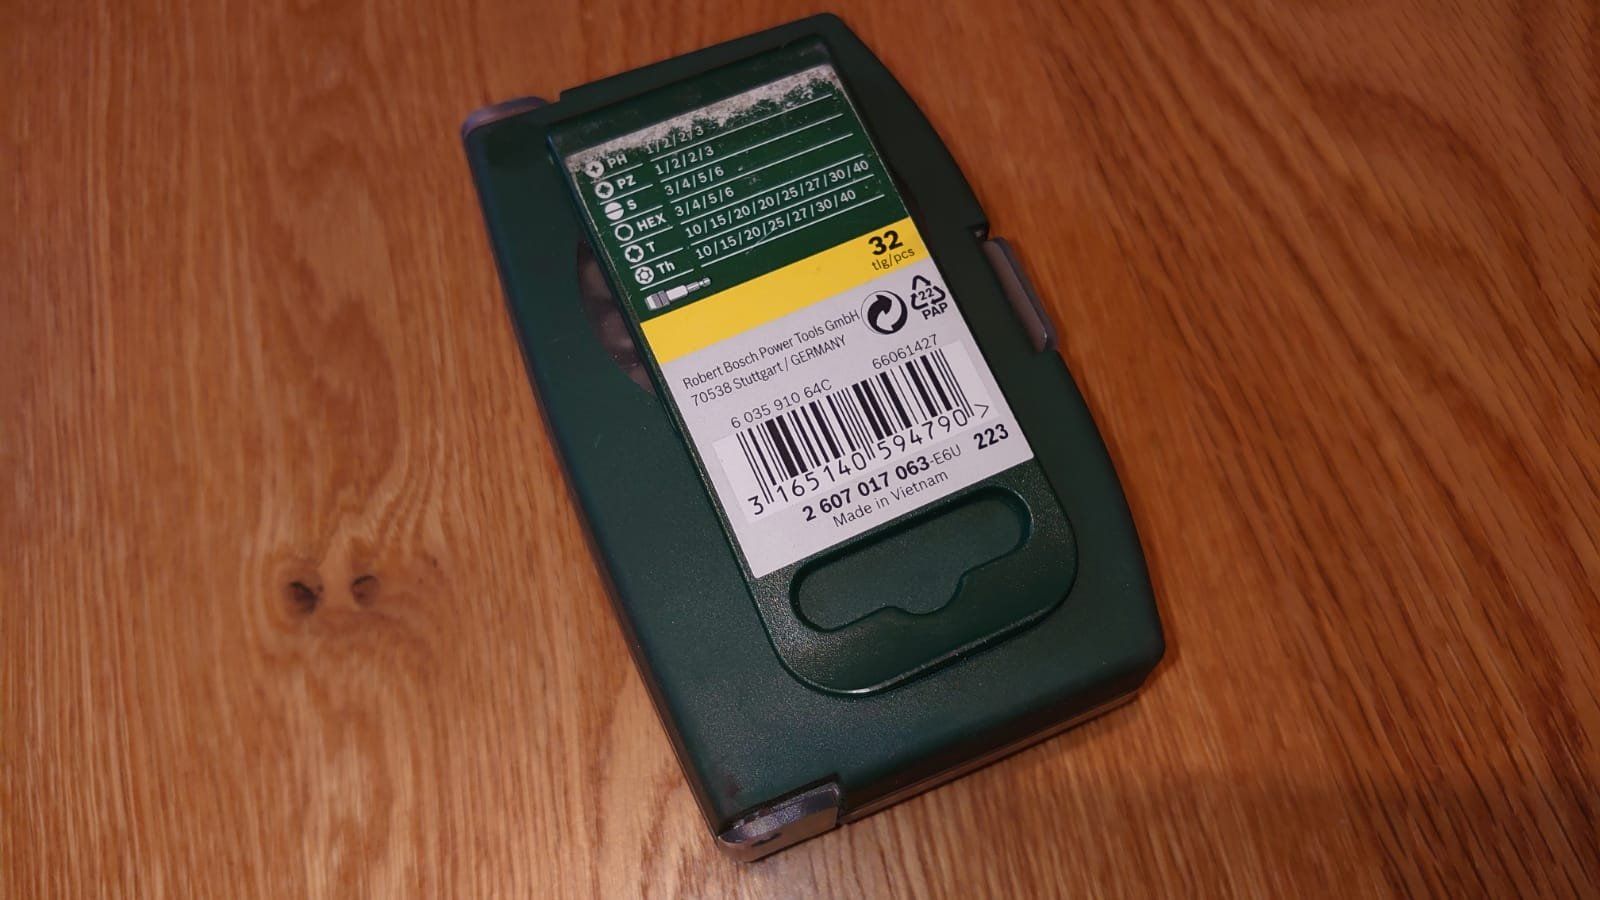 PH 1/2/2/3
PZ 1/2/2/3
S 3/4/5/6
HEX 3/4/5/6
T 10/15/20/20/25/27/30/40
Th 10/15/20/25/27/30/40
32
tlg/pcs
Robert Bosch Power Tools GmbH
70538 Stuttgart / GERMANY
22
PAP
6 035 910 64C 66061427
3 165140 594790 >
2 607 017 063-E6U 223
Made in Vietnam